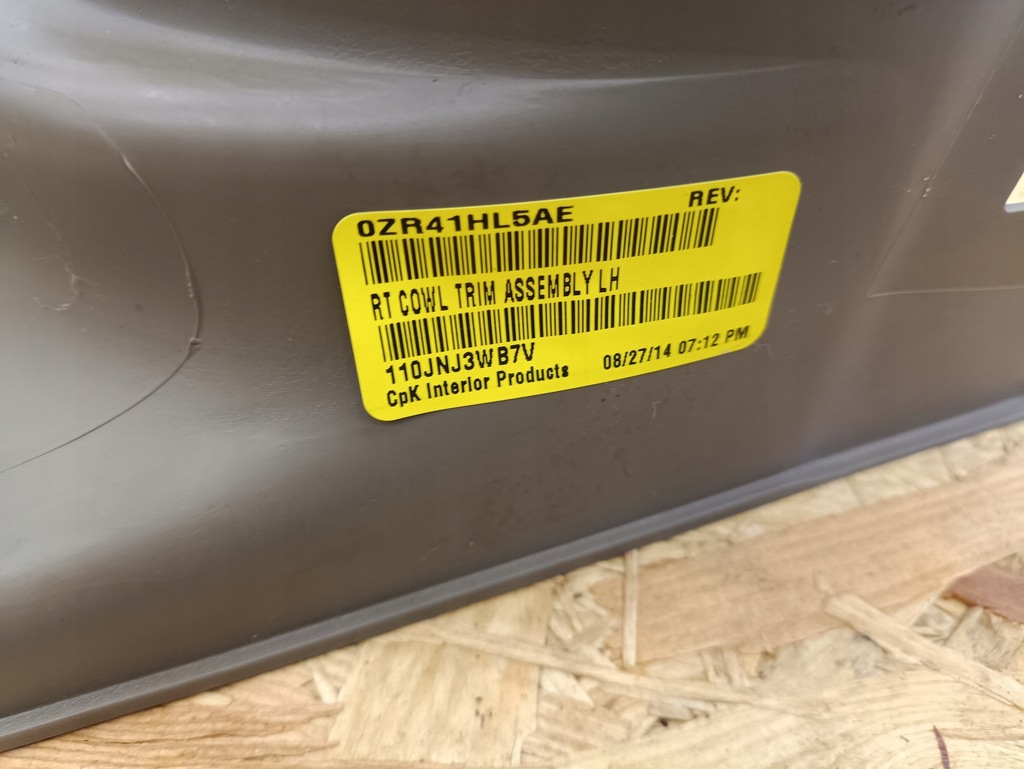 0ZR41HL5AE REV:
RT COWL TRIM ASSEMBLY LH
110JNJ3WB7V 08/27/14 07:12 PM
CpK Interior Products